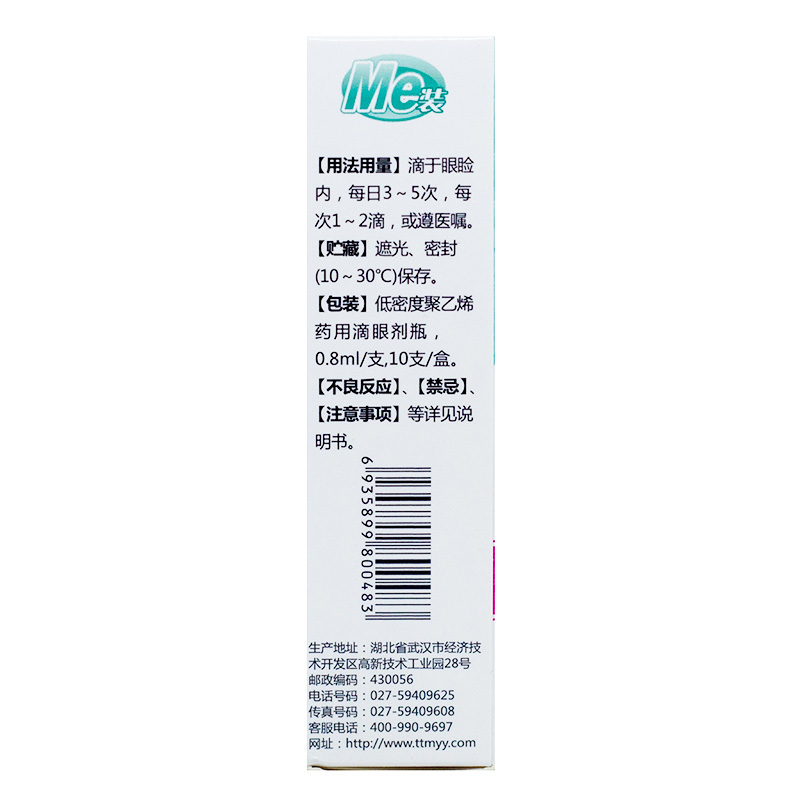 Me装
【用法用量】滴于眼睑
内，每日3～5次，每
次1～2滴，或遵医嘱。
【贮藏】遮光、密封
(10～30℃)保存。
【包装】低密度聚乙烯
药用滴眼剂瓶，
0.8ml/支,10支/盒。
【不良反应】、【禁忌】、
【注意事项】等详见说
明书。
6 935899 800483
生产地址：湖北省武汉市经济技
术开发区高新技术工业园28号
邮政编码：430056
电话号码：027-59409625
传真号码：027-59409608
客服电话：400-990-9697
网址：http://www.ttmyy.com